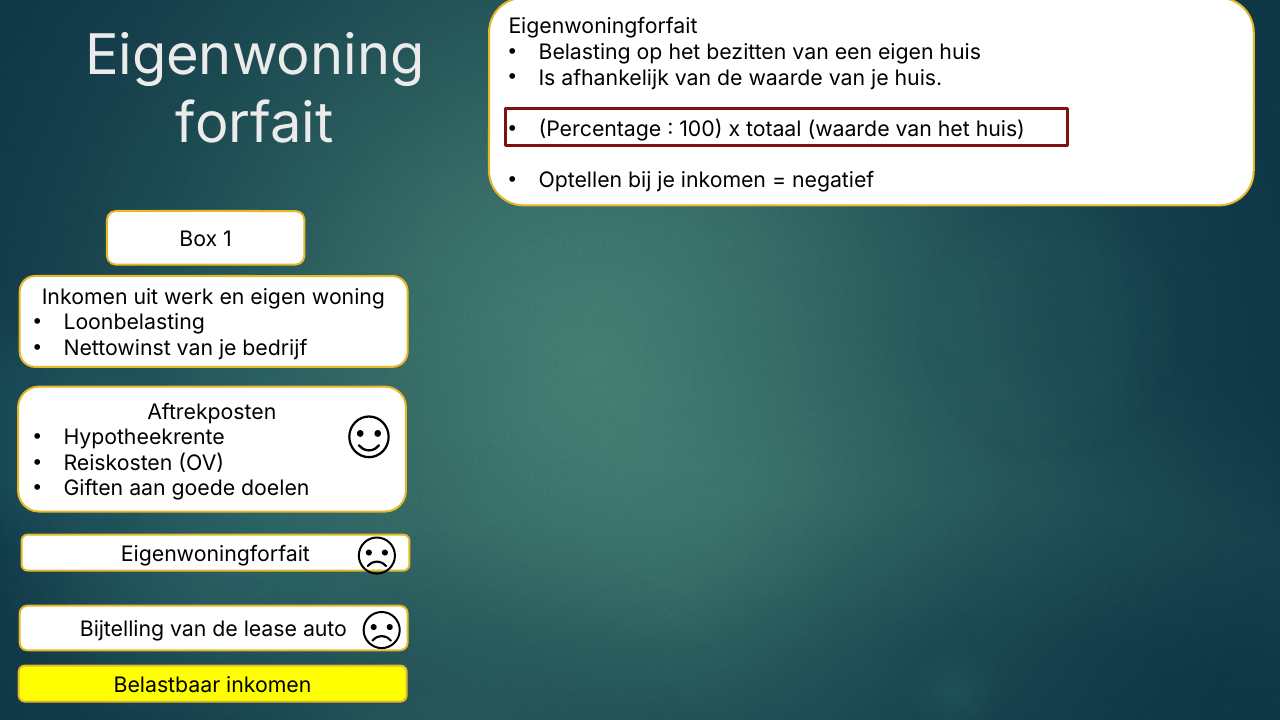 Eigenwoning
forfait
Eigenwoningforfait
• Belasting op het bezitten van een eigen huis
• Is afhankelijk van de waarde van je huis.
• (Percentage : 100) x totaal (waarde van het huis)
• Optellen bij je inkomen = negatief
Box 1
Inkomen uit werk en eigen woning
• Loonbelasting
• Nettowinst van je bedrijf
Aftrekposten
• Hypotheekrente
• Reiskosten (OV)
• Giften aan goede doelen
Eigenwoningforfait
Bijtelling van de lease auto
Belastbaar inkomen